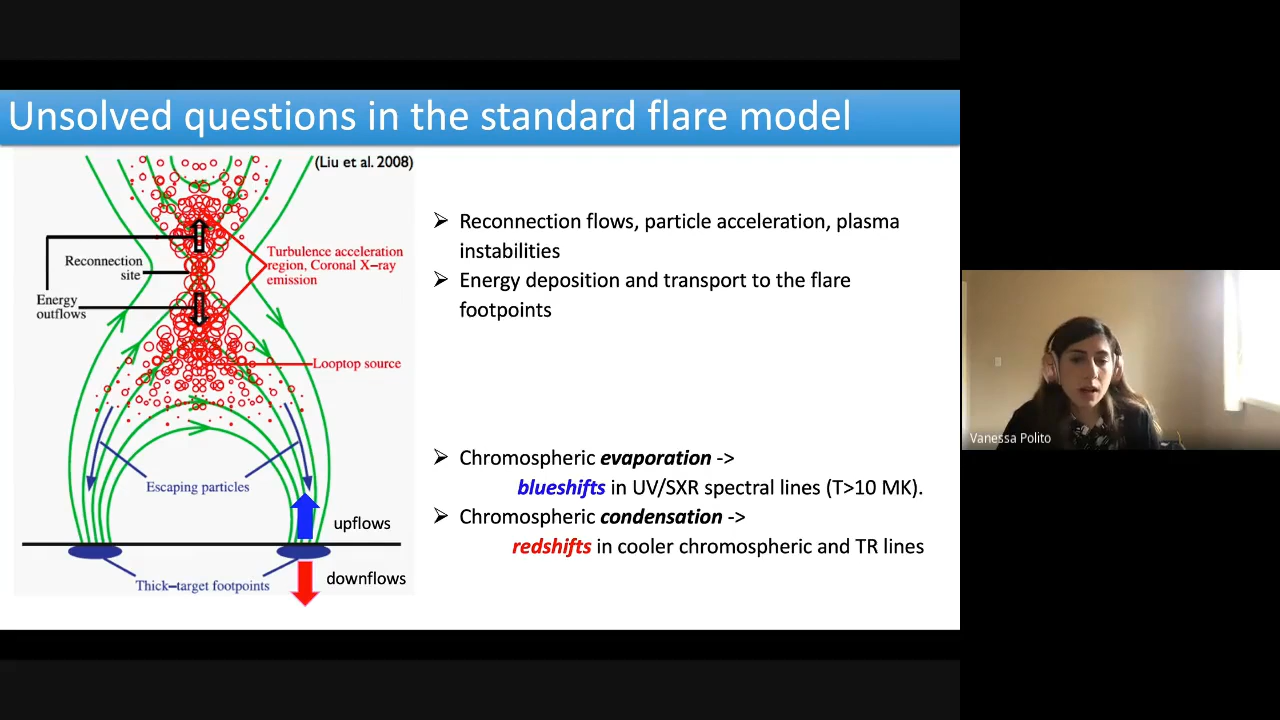 Unsolved questions in the standard flare model
(Liu et al. 2008)
Turbulence acceleration
region, Coronal X-ray
emission
Reconnection
site
Energy
outflows
Looptop source
Escaping particles
upflows
Thick-target footpoints
downflows
➢ Reconnection flows, particle acceleration, plasma
instabilities
➢ Energy deposition and transport to the flare
footpoints
➢ Chromospheric evaporation ->
blueshifts in UV/SXR spectral lines (T>10 MK).
➢ Chromospheric condensation ->
redshifts in cooler chromospheric and TR lines
Vanessa Polito